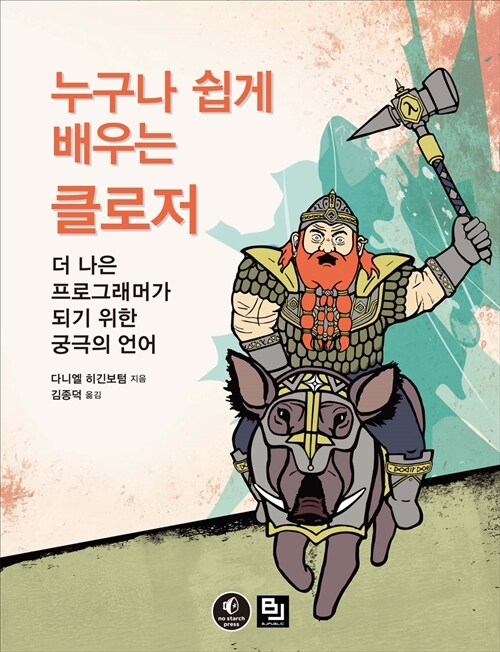 누구나 쉽게
배우는
클로저
더 나은
프로그래머가
되기 위한
궁극의 언어
다니엘 히긴보텀 지음
김종덕 옮김
λ
no starch
press
BJ
BJPUBLIC